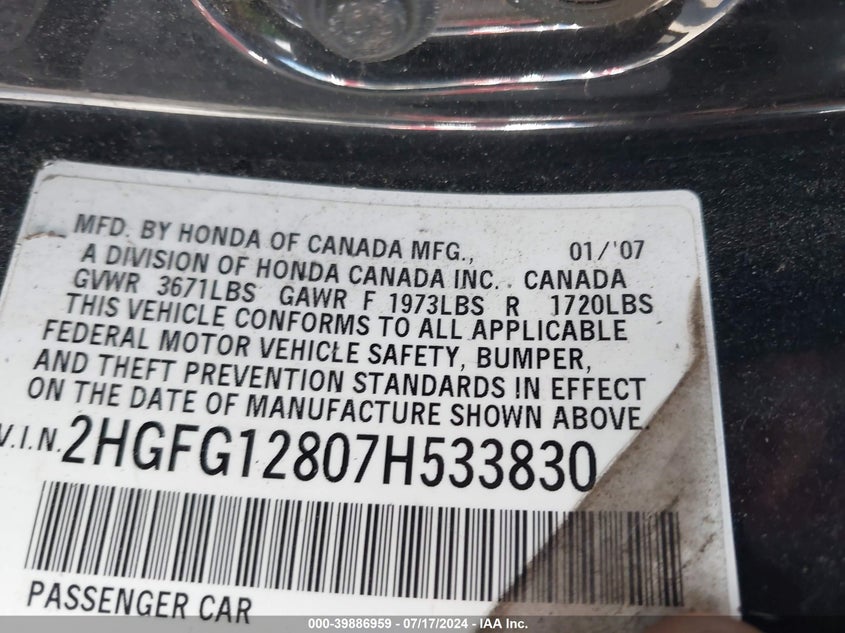 MFD. BY HONDA OF CANADA MFG., 01/'07
A DIVISION OF HONDA CANADA INC. CANADA
GVWR 3671LBS GAWR F 1973LBS R 1720LBS
THIS VEHICLE CONFORMS TO ALL APPLICABLE
FEDERAL MOTOR VEHICLE SAFETY, BUMPER,
AND THEFT PREVENTION STANDARDS IN EFFECT
ON THE DATE OF MANUFACTURE SHOWN ABOVE.
V.I.N. 2HGFG12807H533830
PASSENGER CAR
000-39886959 - 07/17/2024 - IAA Inc.